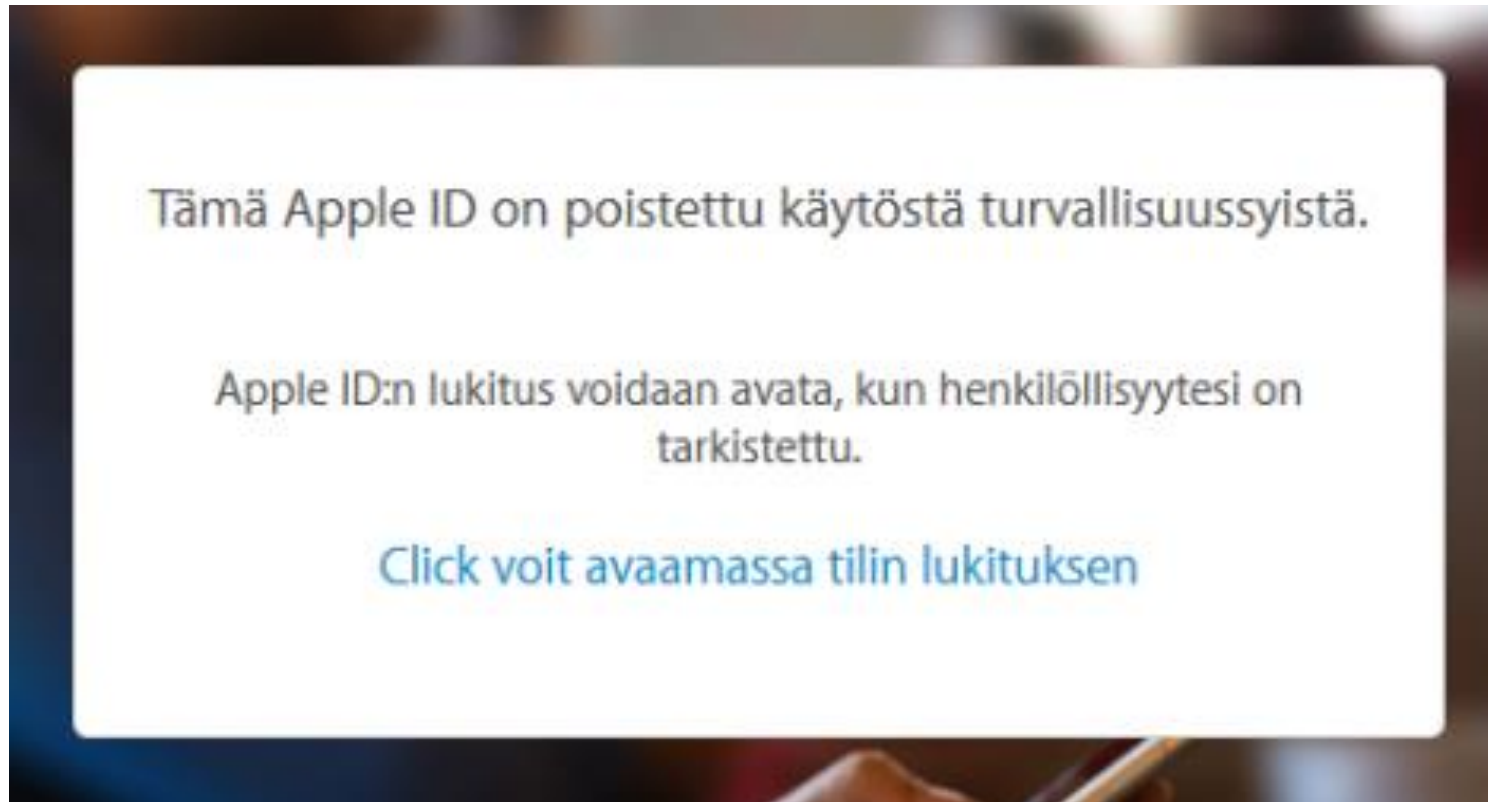 Tämä Apple ID on poistettu käytöstä turvallisuussyistä.
Apple ID:n lukitus voidaan avata, kun henkilöllisyytesi on
tarkistettu.
Click voit avaamassa tilin lukituksen